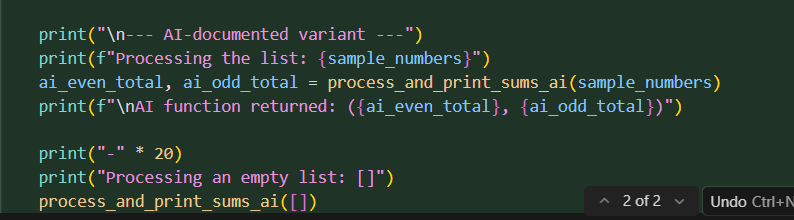 print("\n--- AI-documented variant ---")
print(f"Processing the list: {sample_numbers}")
ai_even_total, ai_odd_total = process_and_print_sums_ai(sample_numbers)
print(f"\nAI function returned: ({ai_even_total}, {ai_odd_total})")
print("-" * 20)
print("Processing an empty list: []")
process_and_print_sums_ai([])
2 of 2 Undo Ctrl+N